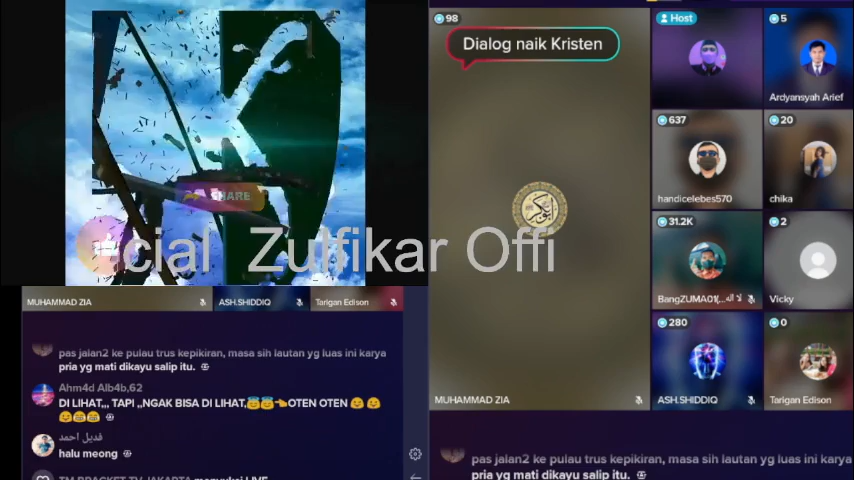 SHARE
cial Zulfikar Offi
MUHAMMAD ZIA
ASH.SHIDDIQ
Tarigan Edison
pas jalan2 ke pulau trus kepikiran, masa sih lautan yg luas ini karya
pria yg mati dikayu salip itu.
Ahm4d Alb4b,62
DI LIHAT,,, TAPI ,,NGAK BISA DI LIHAT,😇😇👈OTEN OTEN 😄 😄
😄😂😂
فديل احمد
halu meong
98
Dialog naik Kristen
MUHAMMAD ZIA
Host
5
Ardyansyah Arief
637
handicelebes570
20
chika
31.2K
BangZUMA01(...لا اله
2
Vicky
280
ASH.SHIDDIQ
0
Tarigan Edison
pas jalan2 ke pulau trus kepikiran, masa sih lautan yg luas ini karya
pria yg mati dikayu salip itu.